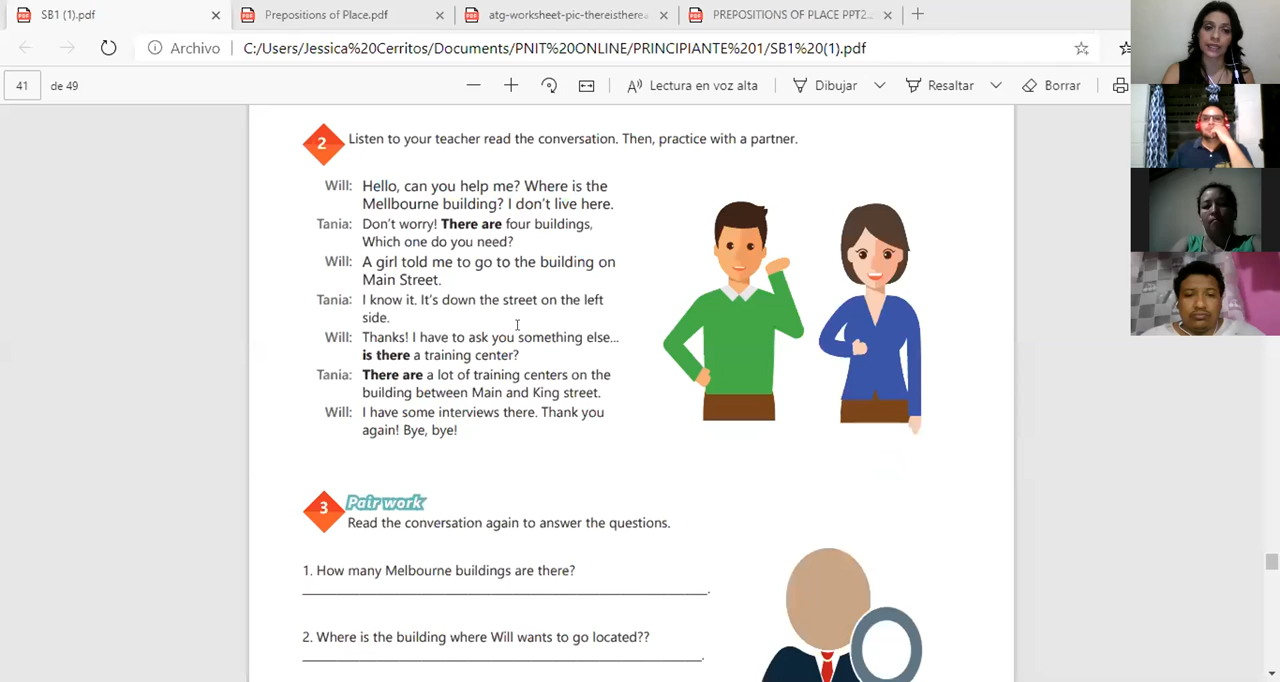 SB1 (1).pdf
Prepositions of Place.pdf
atg-worksheet-pic-thereisthere
PREPOSITIONS OF PLACE PPT2
Archivo
C:/Users/Jessica%20Cerritos/Documents/PNIT%20ONLINE/PRINCIPIANTE%201/SB1%20(1).pdf
41 de 49
Lectura en voz alta
Dibujar
Resaltar
Borrar
2 Listen to your teacher read the conversation. Then, practice with a partner.
Will: Hello, can you help me? Where is the
Mellbourne building? I don't live here.
Tania: Don't worry! There are four buildings,
Which one do you need?
Will: A girl told me to go to the building on
Main Street.
Tania: I know it. It's down the street on the left
side.
Will: Thanks! I have to ask you something else...
is there a training center?
Tania: There are a lot of training centers on the
building between Main and King street.
Will: I have some interviews there. Thank you
again! Bye, bye!
3 Pair work
Read the conversation again to answer the questions.
1. How many Melbourne buildings are there?
2. Where is the building where Will wants to go located??